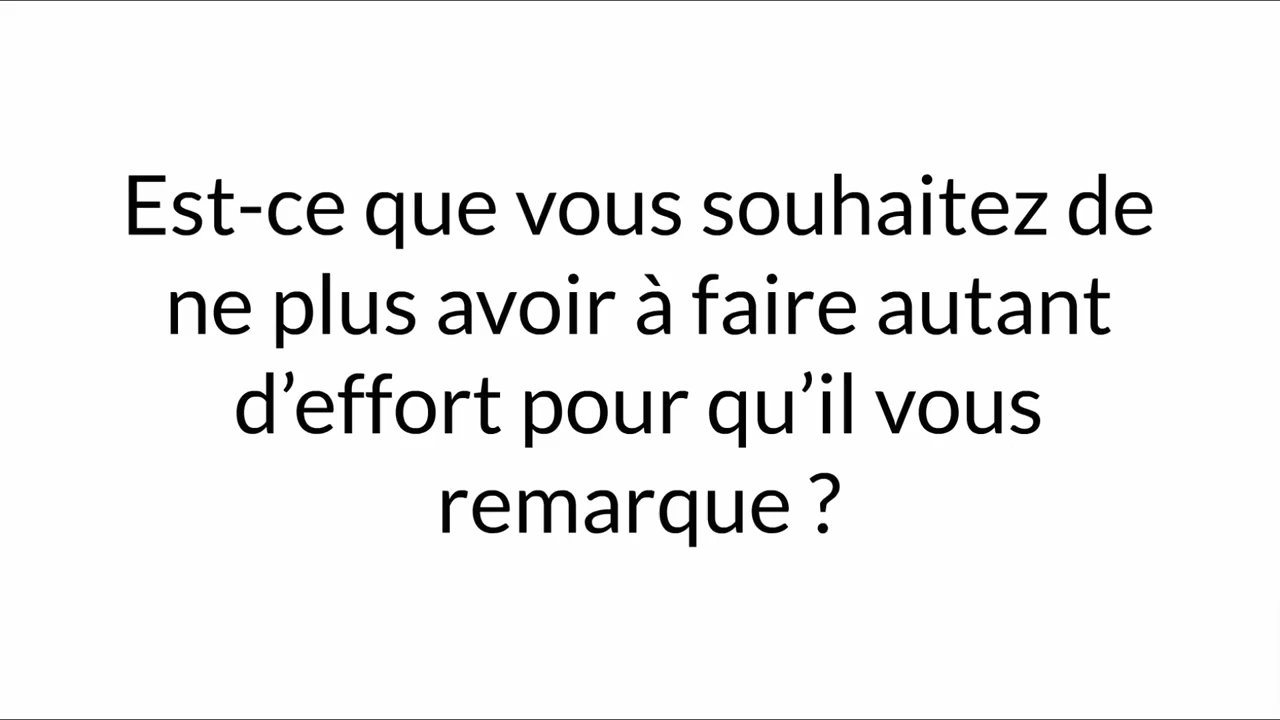 Est-ce que vous souhaitez de
ne plus avoir à faire autant
d’effort pour qu’il vous
remarque ?